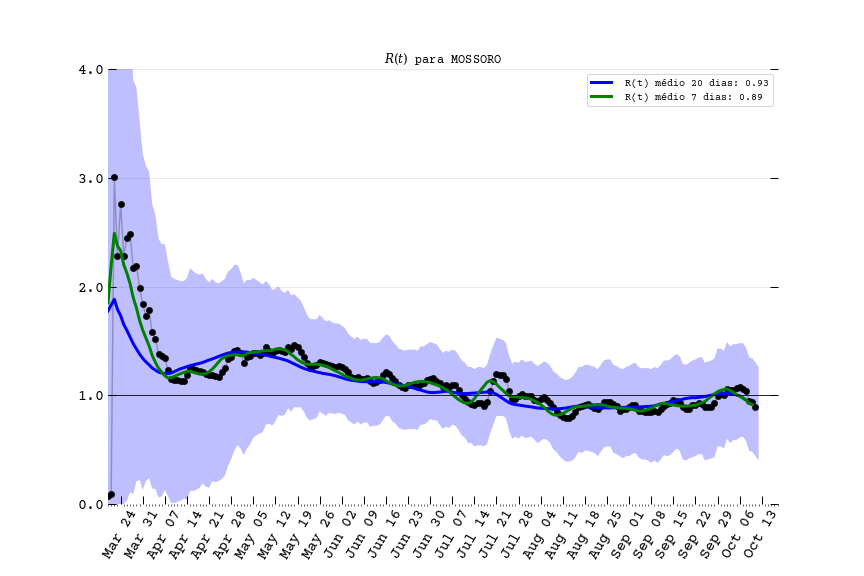 R(t) para MOSSORO
R(t) médio 20 dias: 0.93
R(t) médio 7 dias: 0.89
4.0
3.0
2.0
1.0
0.0
Mar 24
Mar 31
Apr 07
Apr 14
Apr 21
Apr 28
May 05
May 12
May 19
May 26
Jun 02
Jun 09
Jun 16
Jun 23
Jun 30
Jul 07
Jul 14
Jul 21
Jul 28
Aug 04
Aug 11
Aug 18
Aug 25
Sep 01
Sep 08
Sep 15
Sep 22
Sep 29
Oct 06
Oct 13